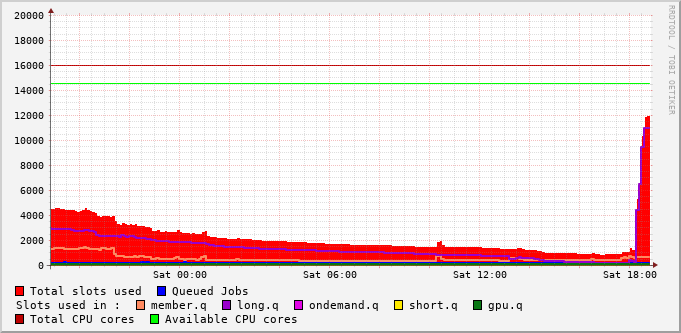 20000
18000
16000
14000
12000
10000
8000
6000
4000
2000
0
Sat 00:00 Sat 06:00 Sat 12:00 Sat 18:00
RRDTOOL / TOBI OETIKER
Total slots used Queued Jobs
Slots used in : member.q long.q ondemand.q short.q gpu.q
Total CPU cores Available CPU cores